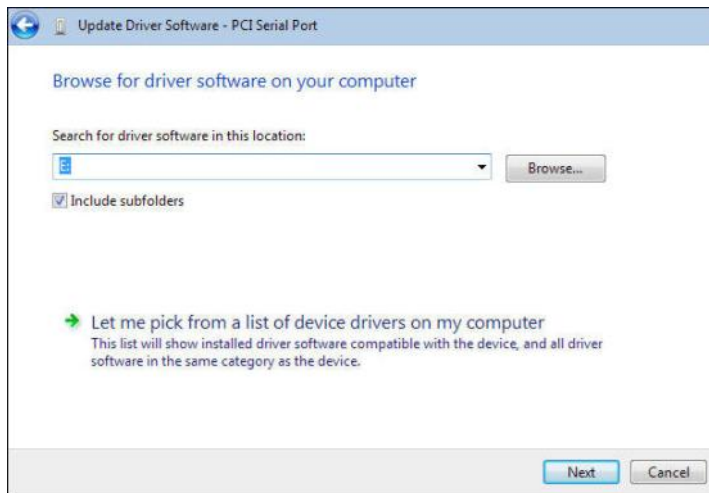 Update Driver Software - PCI Serial Port
Browse for driver software on your computer
Search for driver software in this location:
E:
Browse...
Include subfolders
Let me pick from a list of device drivers on my computer
This list will show installed driver software compatible with the device, and all driver
software in the same category as the device.
Next
Cancel